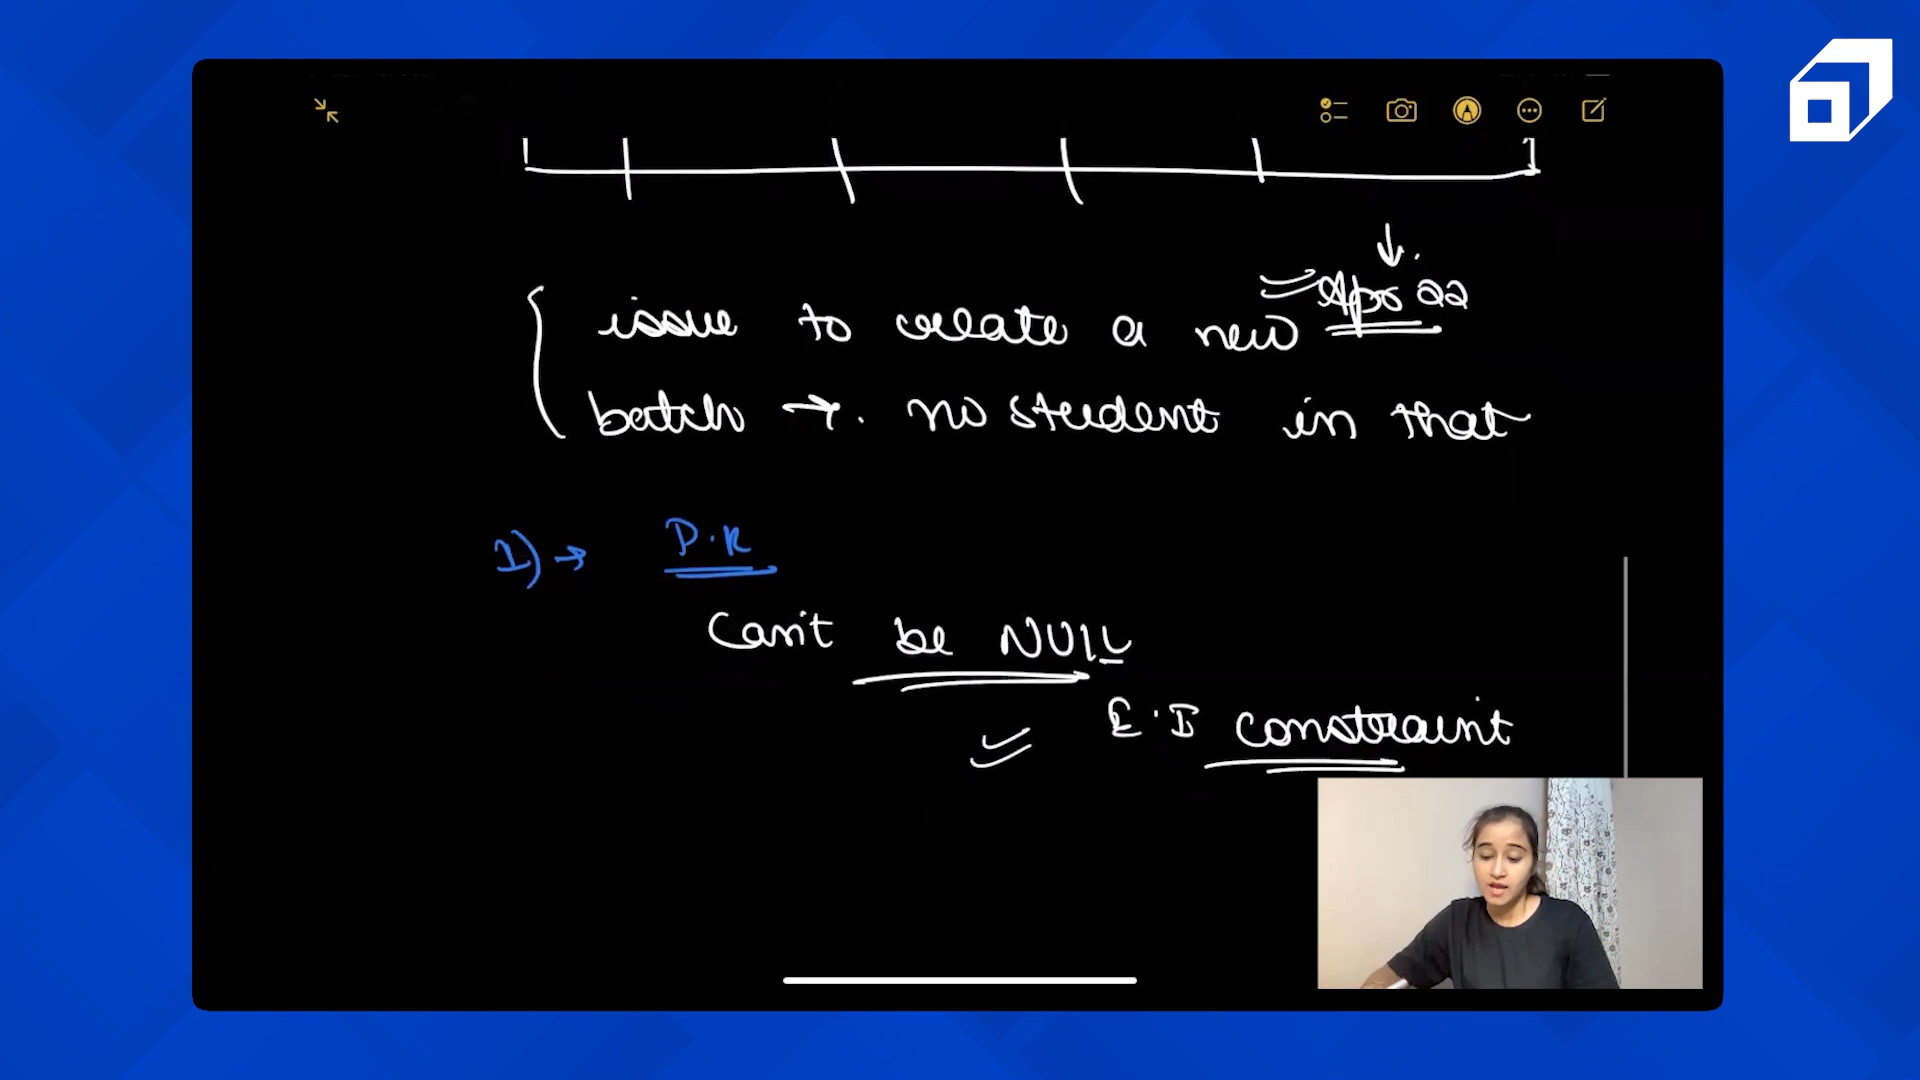 Apr 22
issue to create a new
batch →. no student in that
1) → P.K
Can't be NULL
E.I constraint